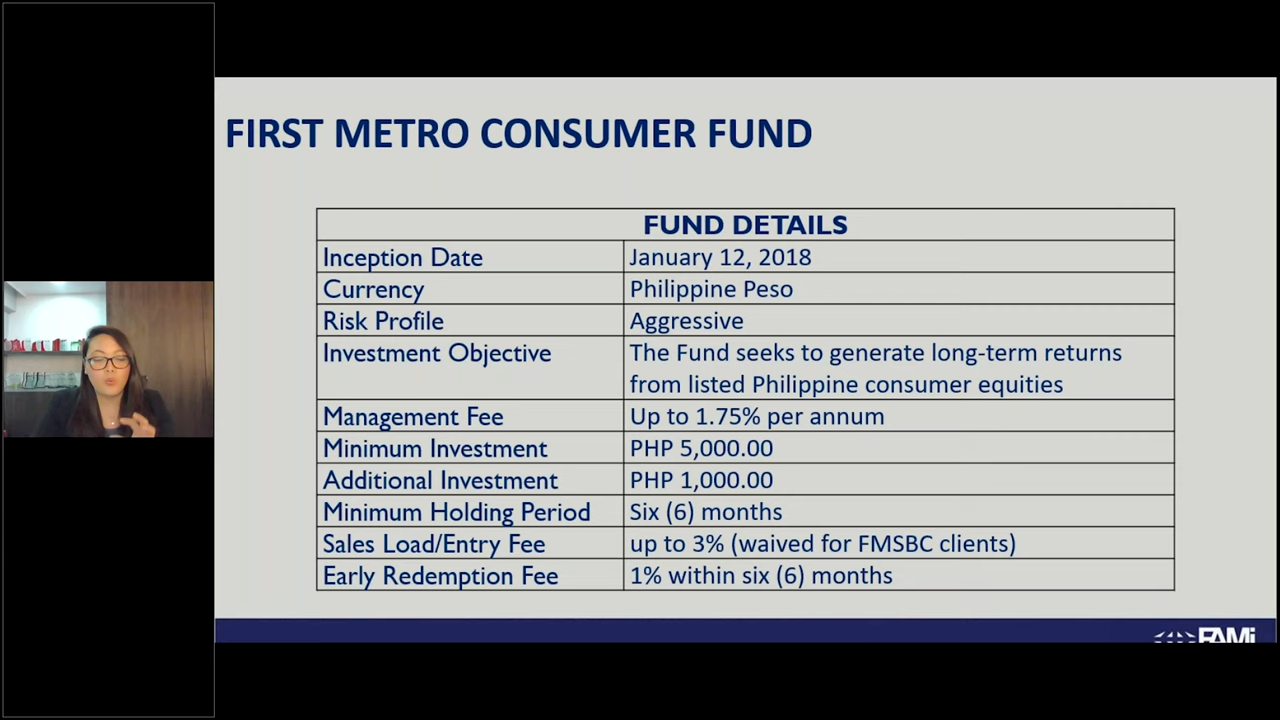 FIRST METRO CONSUMER FUND
FUND DETAILS
Inception Date January 12, 2018
Currency Philippine Peso
Risk Profile Aggressive
Investment Objective The Fund seeks to generate long-term returns
from listed Philippine consumer equities
Management Fee Up to 1.75% per annum
Minimum Investment PHP 5,000.00
Additional Investment PHP 1,000.00
Minimum Holding Period Six (6) months
Sales Load/Entry Fee up to 3% (waived for FMSBC clients)
Early Redemption Fee 1% within six (6) months
FAMi